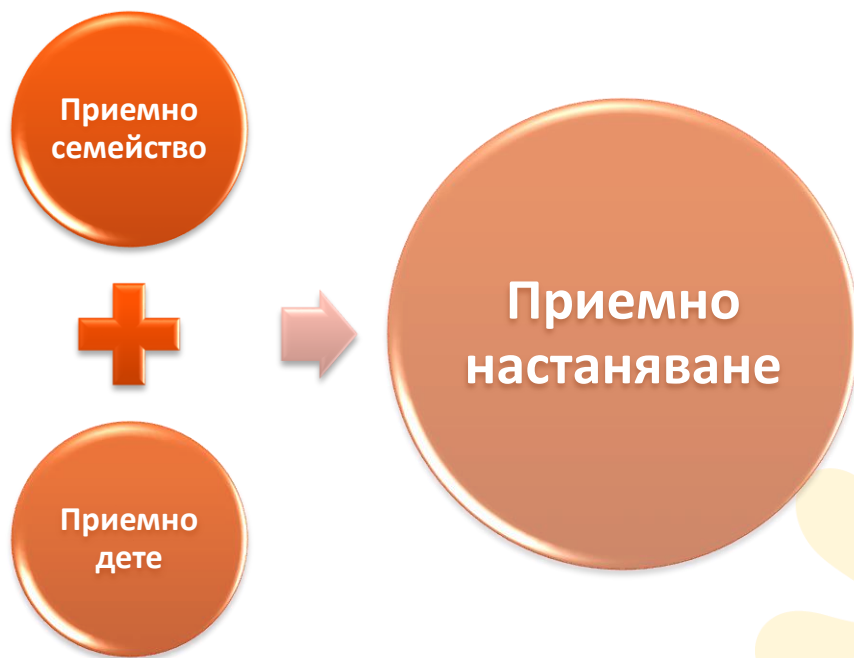 Приемно
семейство
Приемно
дете
Приемно
настаняване